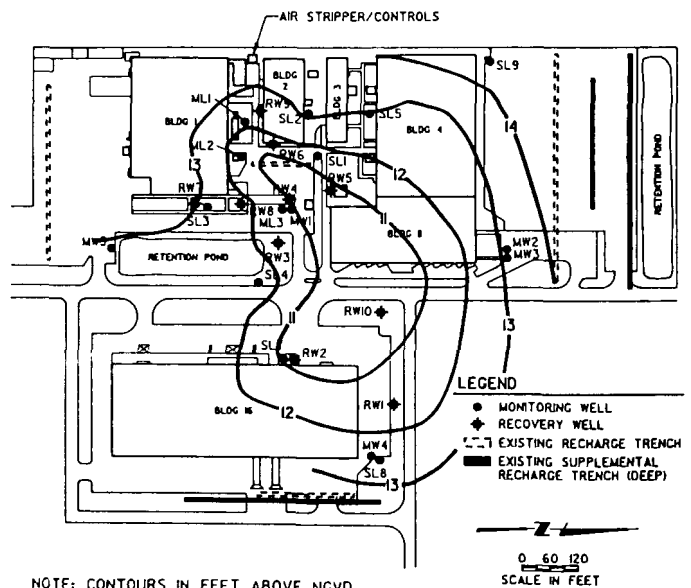 AIR STRIPPER/CONTROLS
SL9
BLDG
2
BLDG 3
ML1
RW9
SL2
SL5
BLDG 1
BLDG 4
14
ML2
13
RW6
SL1
12
RW5
RW7
RW4
11
SL3
RW8
ML3
MW1
BLDG 8
MW5
RW3
MW2
MW3
RETENTION POND
RETENTION POND
SL4
RW10
11
13
RW2
BLDG 16
12
RW1
MW4
SL8
13
LEGEND
MONITORING WELL
RECOVERY WELL
EXISTING RECHARGE TRENCH
EXISTING SUPPLEMENTAL
RECHARGE TRENCH (DEEP)
Z
0 60 120
SCALE IN FEET
NOTE: CONTOURS IN FEET ABOVE NGVD